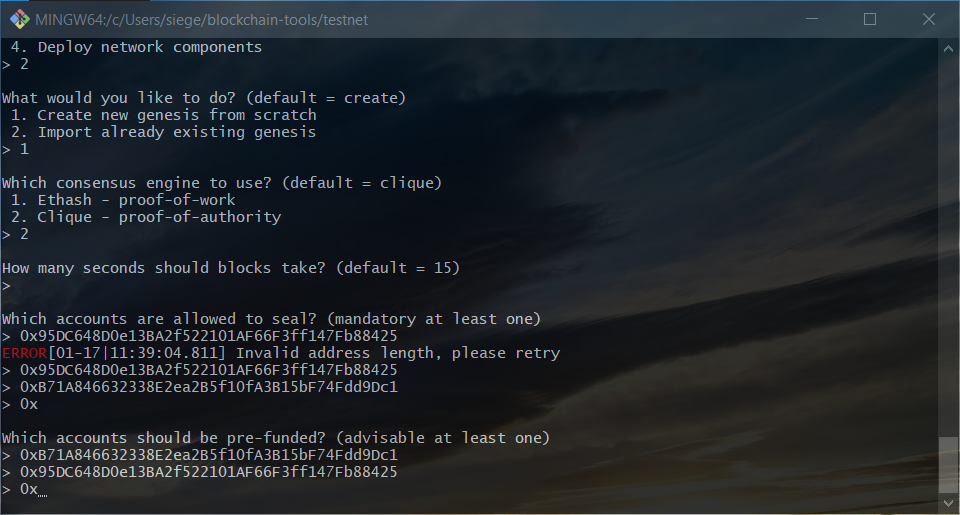 MINGW64:/c/Users/siege/blockchain-tools/testnet
4. Deploy network components
> 2
What would you like to do? (default = create)
1. Create new genesis from scratch
2. Import already existing genesis
> 1
Which consensus engine to use? (default = clique)
1. Ethash - proof-of-work
2. Clique - proof-of-authority
> 2
How many seconds should blocks take? (default = 15)
>
Which accounts are allowed to seal? (mandatory at least one)
> 0x95DC648D0e13BA2f522101AF66F3ff147Fb88425
ERROR[01-17|11:39:04.811] Invalid address length, please retry
> 0x95DC648D0e13BA2f522101AF66F3ff147Fb88425
> 0xB71A846632338E2ea2B5f10fA3B15bF74Fdd9Dc1
> 0x
Which accounts should be pre-funded? (advisable at least one)
> 0xB71A846632338E2ea2B5f10fA3B15bF74Fdd9Dc1
> 0x95DC648D0e13BA2f522101AF66F3ff147Fb88425
> 0x